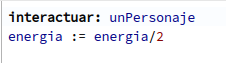 interactuar: unPersonaje
energia := energia/2